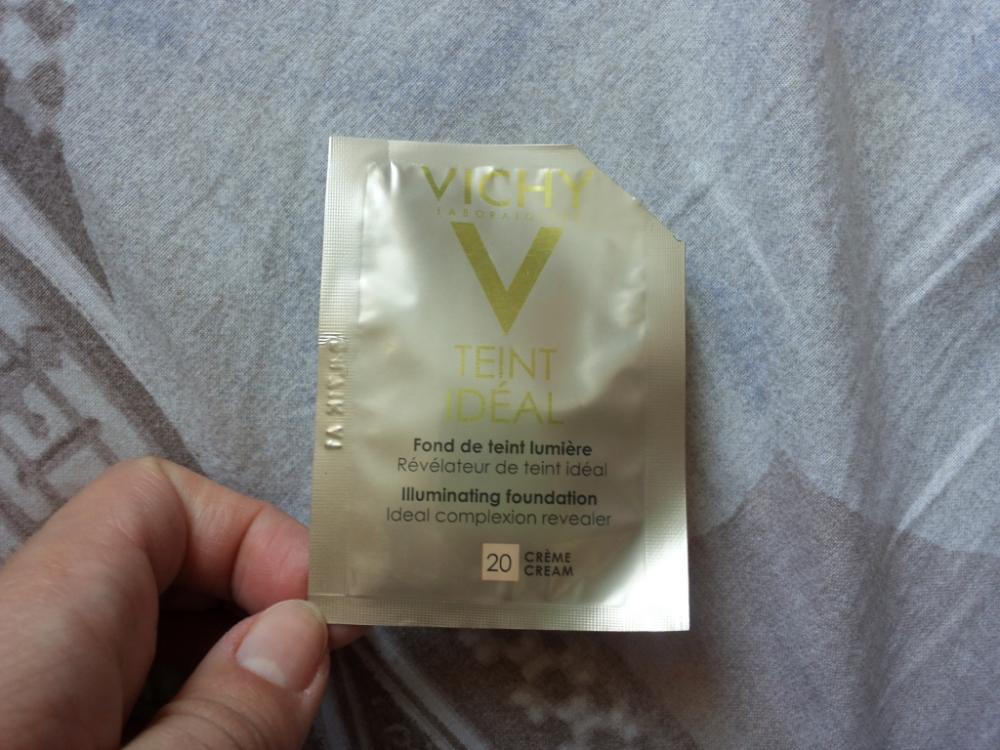 VICHY
LABORATOIRES
V
TEINT
IDÉAL
Fond de teint lumière
Révélateur de teint idéal
Illuminating foundation
Ideal complexion revealer
20 CRÈME
CREAM